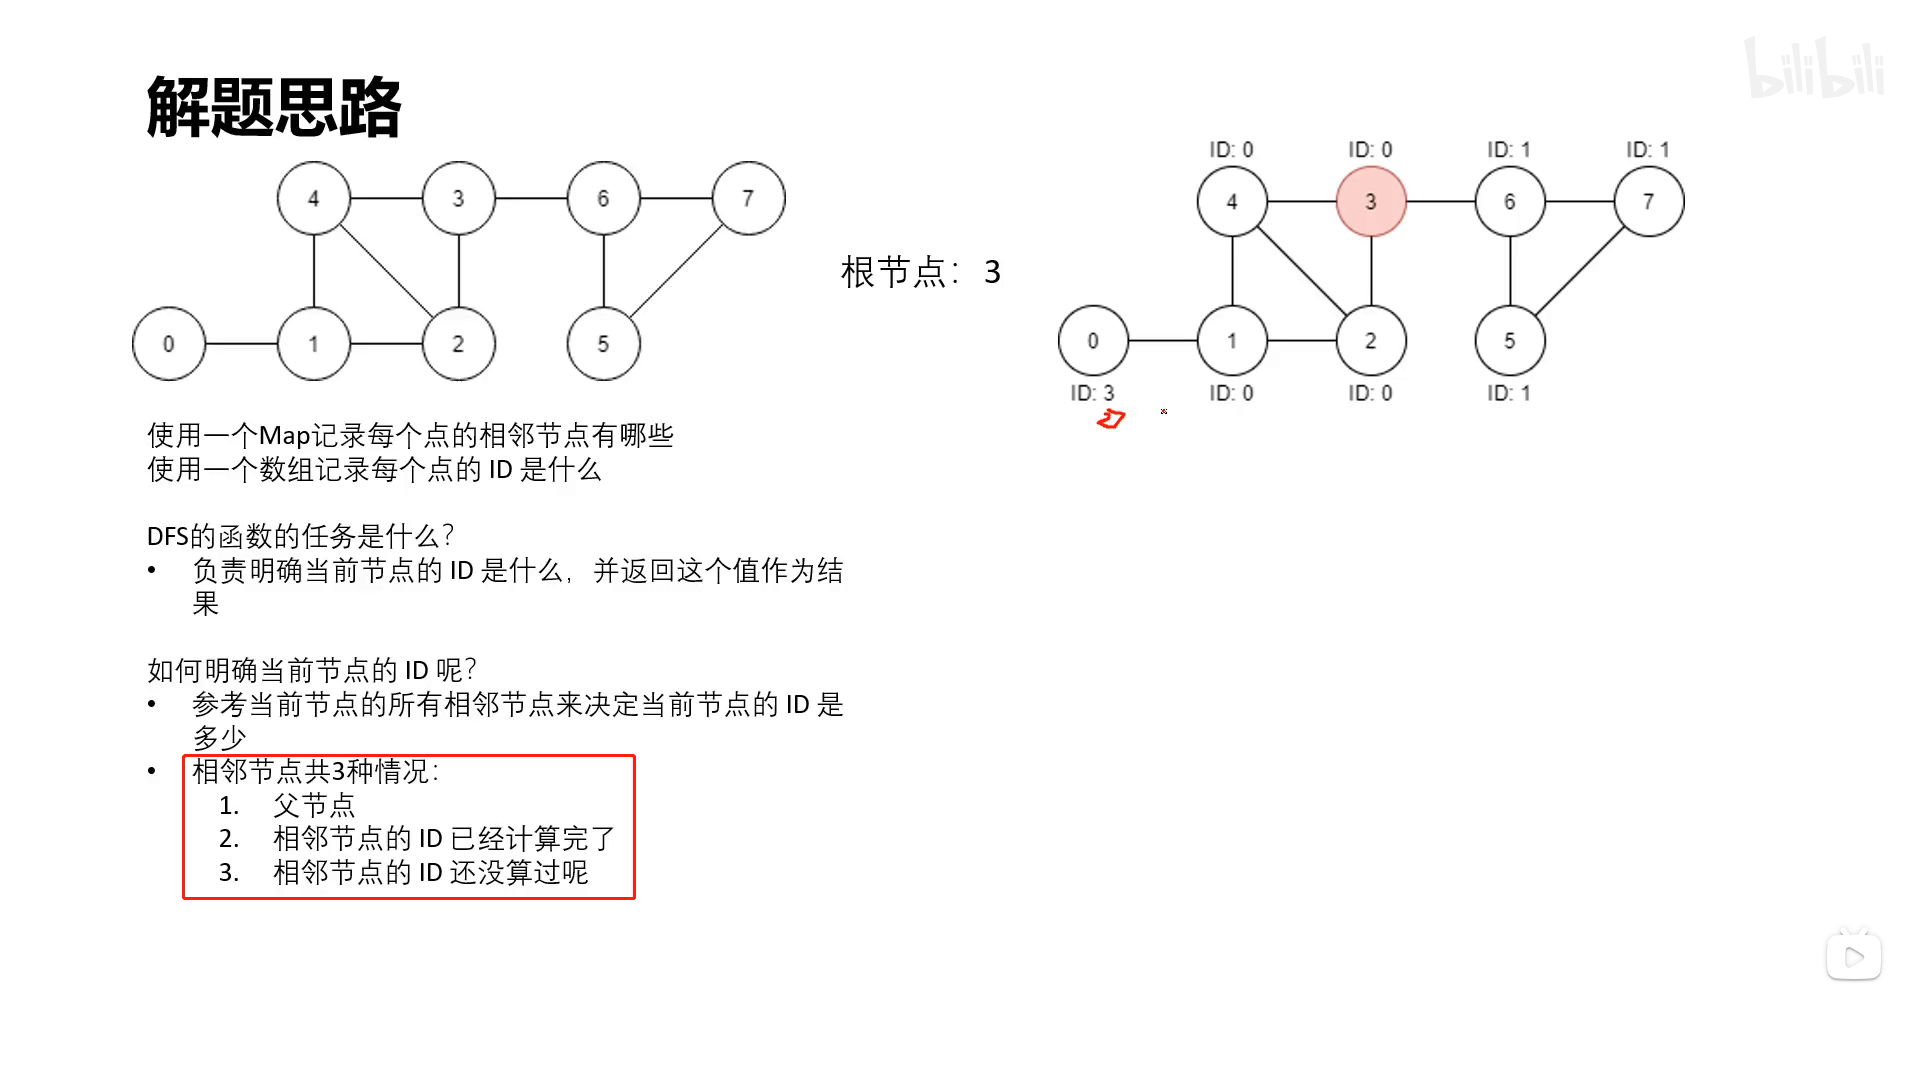 bilibili
解题思路
4 3 6 7
0 1 2 5
根节点：3
ID: 0 ID: 0 ID: 1 ID: 1
4 3 6 7
0 1 2 5
ID: 3 ID: 0 ID: 0 ID: 1
使用一个Map记录每个点的相邻节点有哪些
使用一个数组记录每个点的 ID 是什么
DFS的函数的任务是什么？
• 负责明确当前节点的 ID 是什么，并返回这个值作为结
果
如何明确当前节点的 ID 呢？
• 参考当前节点的所有相邻节点来决定当前节点的 ID 是
多少
• 相邻节点共3种情况：
1. 父节点
2. 相邻节点的 ID 已经计算完了
3. 相邻节点的 ID 还没算过呢